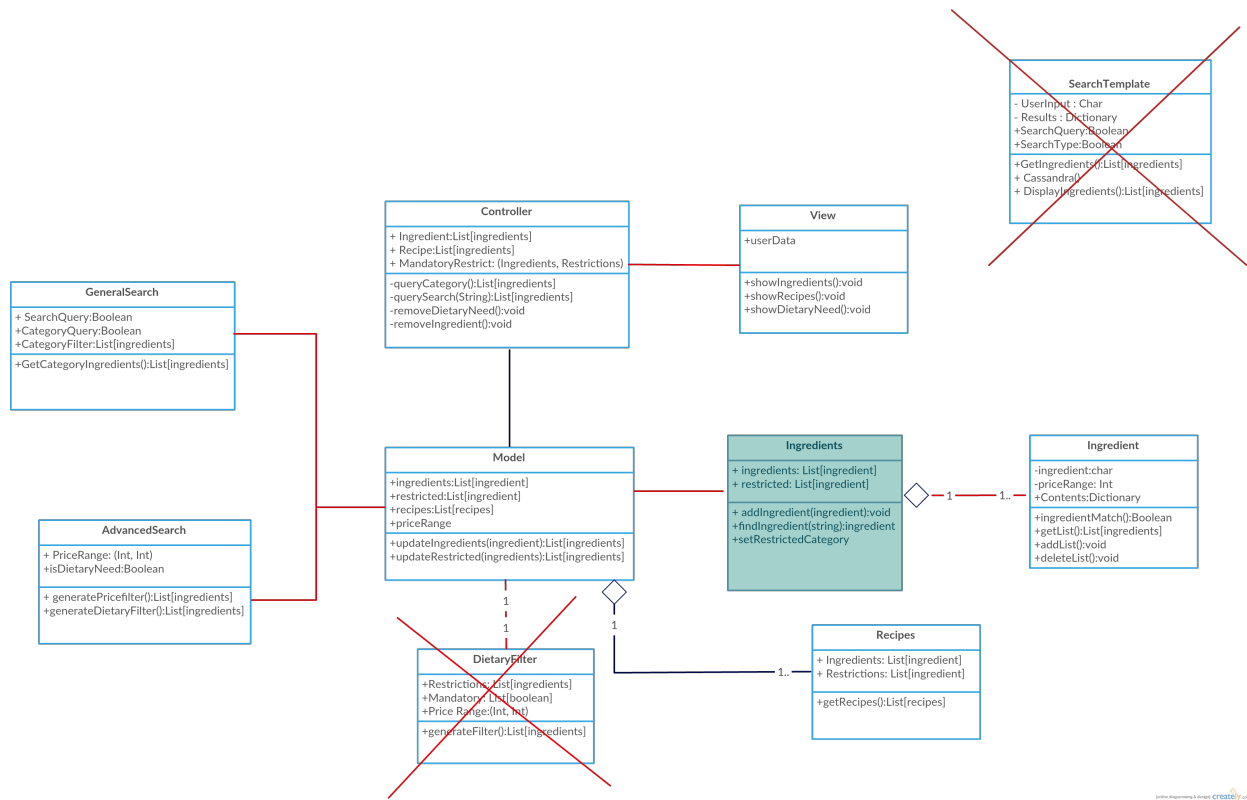 SearchTemplate
- UserInput : Char
- Results : Dictionary
+SearchQuery:Boolean
+SearchType:Boolean
+GetIngredients():List[ingredients]
+ Cassandra()
+ DisplayIngredients():List[ingredients]
Controller
+ Ingredient:List[ingredients]
+ Recipe:List[ingredients]
+ MandatoryRestrict: (Ingredients, Restrictions)
-queryCategory():List[ingredients]
-querySearch(String):List[ingredients]
-removeDietaryNeed():void
-removeIngredient():void
View
+userData
+showIngredients():void
+showRecipes():void
+showDietaryNeed():void
GeneralSearch
+ SearchQuery:Boolean
+CategoryQuery:Boolean
+CategoryFilter:List[ingredients]
+GetCategoryIngredients():List[ingredients]
Model
+ingredients:List[ingredient]
+restricted:List[ingredient]
+recipes:List[recipes]
+priceRange
+updateIngredients(ingredient):List[ingredients]
+updateRestricted(ingredients):List[ingredients]
Ingredients
+ ingredients: List[ingredient]
+ restricted: List[ingredient]
+ addIngredient(ingredient):void
+findIngredient(string):ingredient
+setRestrictedCategory
1
1..
Ingredient
-ingredient:char
-priceRange: Int
+Contents:Dictionary
+ingredientMatch():Boolean
+getList():List[ingredients]
+addList():void
+deleteList():void
AdvancedSearch
+ PriceRange: (Int, Int)
+isDietaryNeed:Boolean
+ generatePricefilter():List[ingredients]
+generateDietaryFilter():List[ingredients]
1
1
1
1..
DietaryFilter
+Restrictions: List[ingredients]
+Mandatory: List[boolean]
+Price Range:(Int, Int)
+generateFilter():List[ingredients]
Recipes
+ Ingredients: List[ingredient]
+ Restrictions: List[ingredient]
+getRecipes():List[recipes]
creately